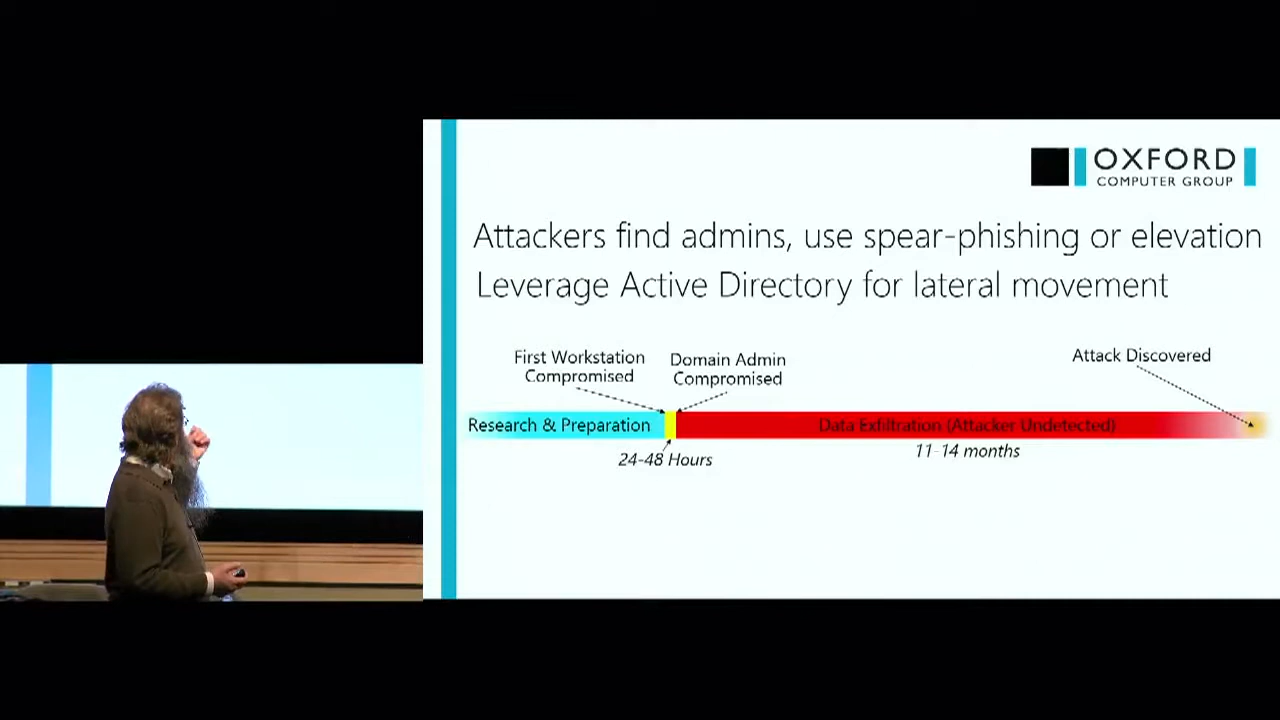 OXFORD
COMPUTER GROUP
Attackers find admins, use spear-phishing or elevation
Leverage Active Directory for lateral movement
First Workstation
Compromised
Domain Admin
Compromised
Attack Discovered
Research & Preparation
Data Exfiltration (Attacker Undetected)
24-48 Hours
11-14 months